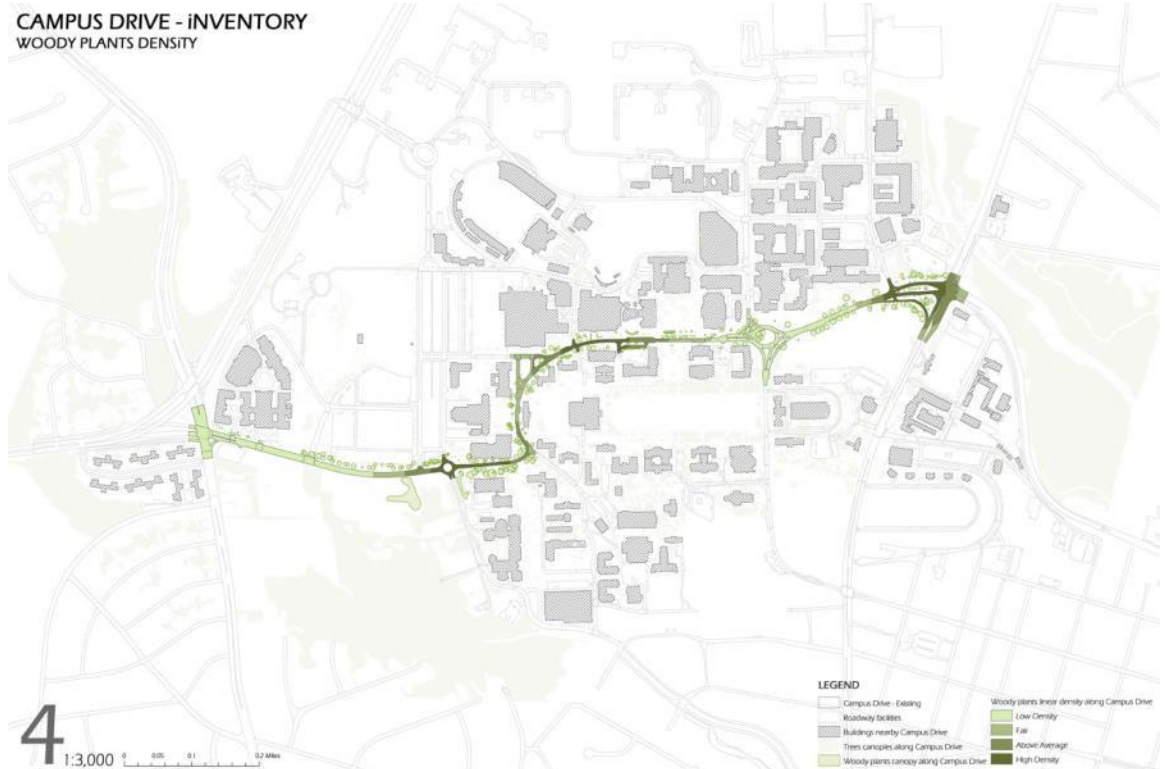 CAMPUS DRIVE - iNVENTORY
WOODY PLANTS DENSiTY
LEGEND
Campus Drive - Existing
Roadway facilities
Buildings nearby Campus Drive
Trees canopies along Campus Drive
Woody plants canopy along Campus Drive
Woody plants linear density along Campus Drive
Low Density
Fair
Above Average
High Density
4
1:3,000
0 0.05 0.1 0.2 Miles